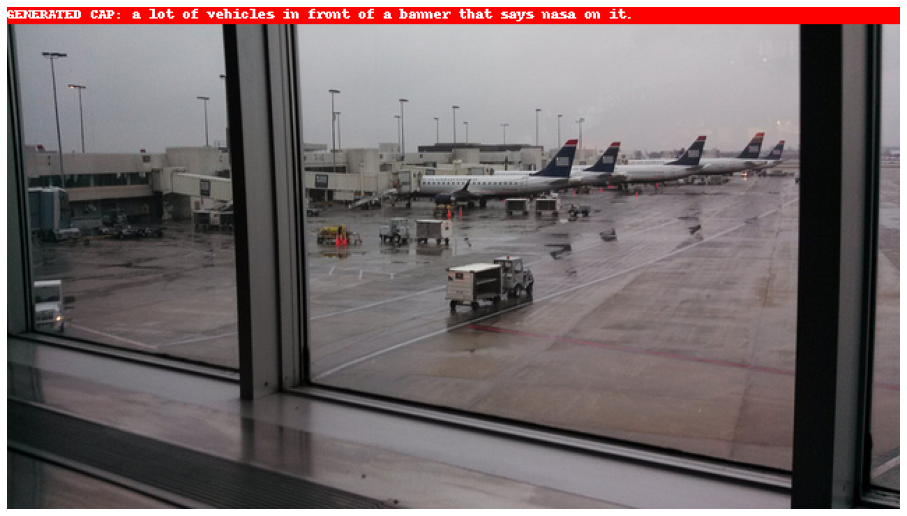 GENERATED CAP: a lot of vehicles in front of a banner that says nasa on it.